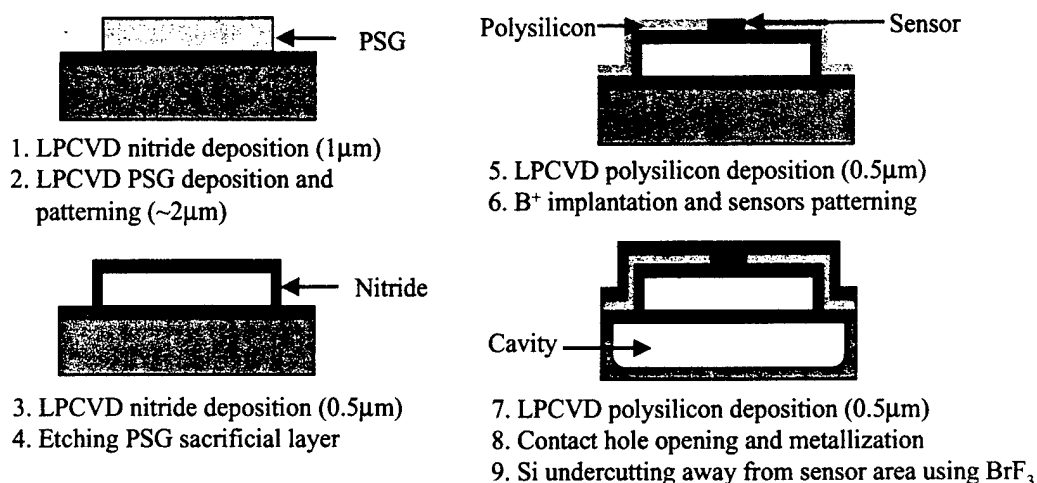 PSG
1. LPCVD nitride deposition (1μm)
2. LPCVD PSG deposition and
patterning (~2μm)
Nitride
3. LPCVD nitride deposition (0.5μm)
4. Etching PSG sacrificial layer
Polysilicon
Sensor
5. LPCVD polysilicon deposition (0.5μm)
6. B⁺ implantation and sensors patterning
Cavity
7. LPCVD polysilicon deposition (0.5μm)
8. Contact hole opening and metallization
9. Si undercutting away from sensor area using BrF₃